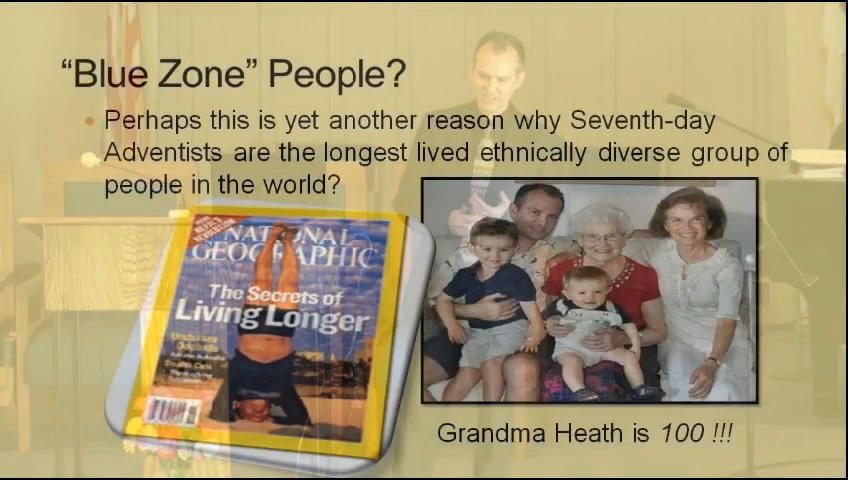 “Blue Zone” People?
• Perhaps this is yet another reason why Seventh-day
Adventists are the longest lived ethnically diverse group of
people in the world?
NATIONAL
GEOGRAPHIC
The Secrets of
Living Longer
Grandma Heath is 100 !!!